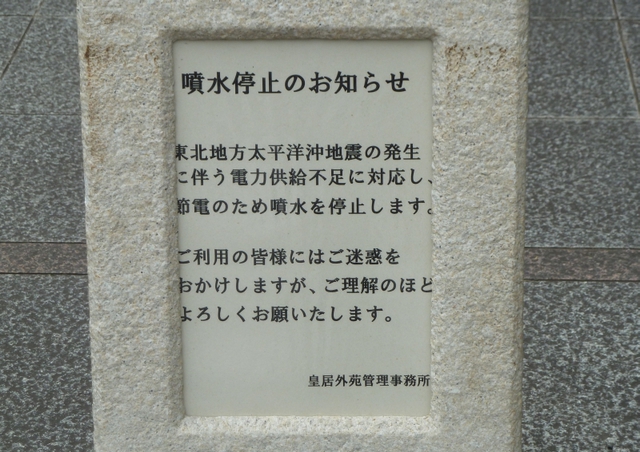 噴水停止のお知らせ
東北地方太平洋沖地震の発生
に伴う電力供給不足に対応し、
節電のため噴水を停止します。
ご利用の皆様にはご迷惑を
おかけしますが、ご理解のほど
よろしくお願いいたします。
皇居外苑管理事務所